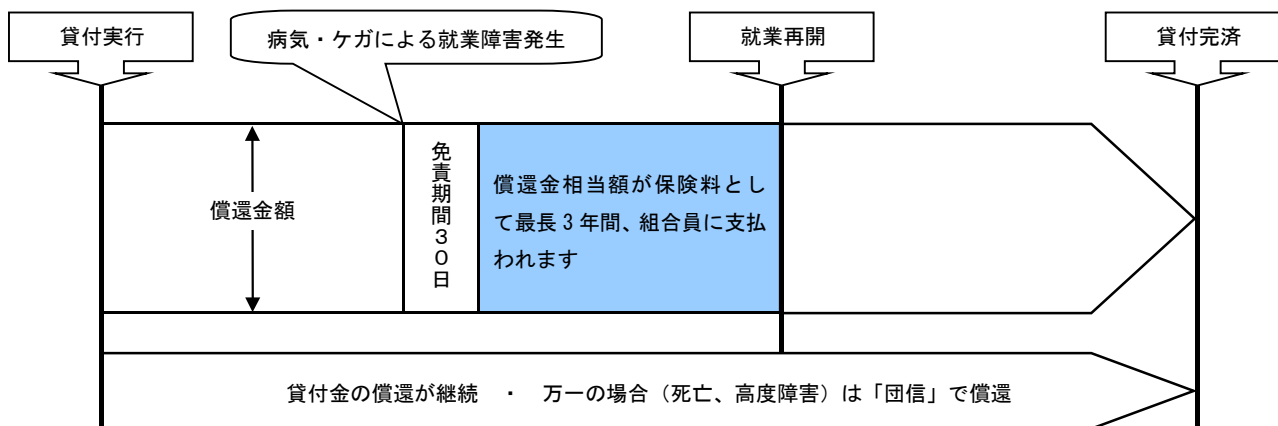 貸付実行
病気・ケガによる就業障害発生
就業再開
貸付完済
償還金額
免責期間30日
償還金相当額が保険料とし
て最長3年間、組合員に支払
われます
貸付金の償還が継続 ・ 万一の場合（死亡、高度障害）は「団信」で償還